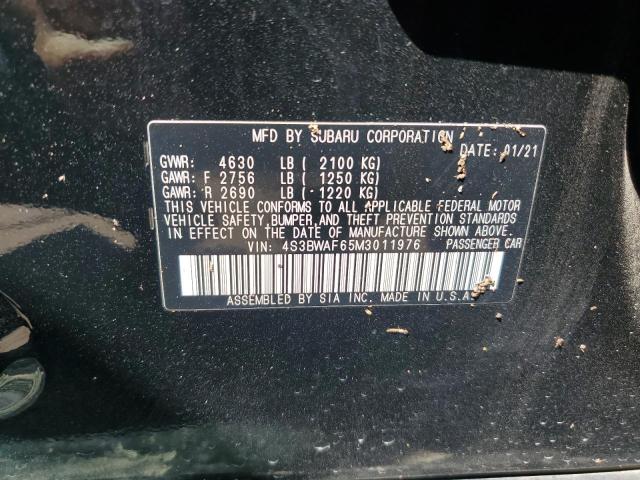 MFD BY SUBARU CORPORATION
DATE: 01/21
GVWR: 4630 LB ( 2100 KG)
GAWR: F 2756 LB ( 1250 KG)
GAWR: R 2690 LB ( 1220 KG)
THIS VEHICLE CONFORMS TO ALL APPLICABLE FEDERAL MOTOR
VEHICLE SAFETY, BUMPER, AND THEFT PREVENTION STANDARDS
IN EFFECT ON THE DATE OF MANUFACTURE SHOWN ABOVE.
VIN: 4S3BWAF65M3011976 PASSENGER CAR
ASSEMBLED BY SIA INC. MADE IN U.S.A